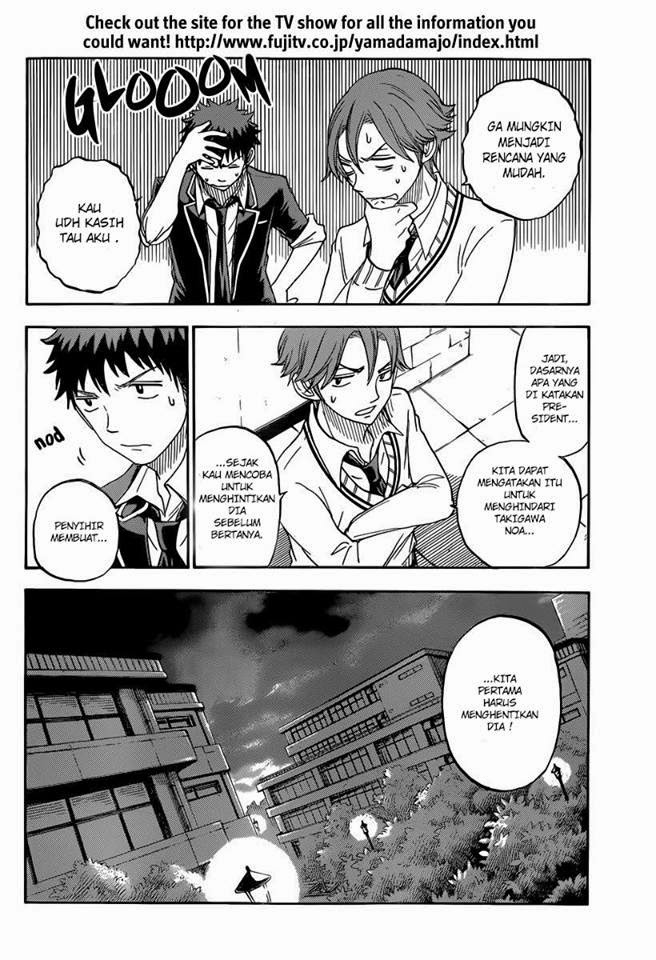 Check out the site for the TV show for all the information you
could want! http://www.fujitv.co.jp/yamadamajo/index.html
GLOOOM
GA MUNGKIN
MENJADI
RENCANA YANG
MUDAH.
KAU
UDH KASIH
TAU AKU .
JADI,
DASARNYA
APA YANG
DI KATAKAN
PRE-
SIDENT...
KITA DAPAT
MENGATAKAN ITU
UNTUK
MENGHINDARI
TAKIGAWA
NOA...
...SEJAK
KAU MENCOBA
UNTUK
MENGHINTIKAN
DIA
SEBELUM
BERTANYA.
nod
PENYIHIR
MEMBUAT...
...KITA
PERTAMA
HARUS
MENGHENTIKAN
DIA !